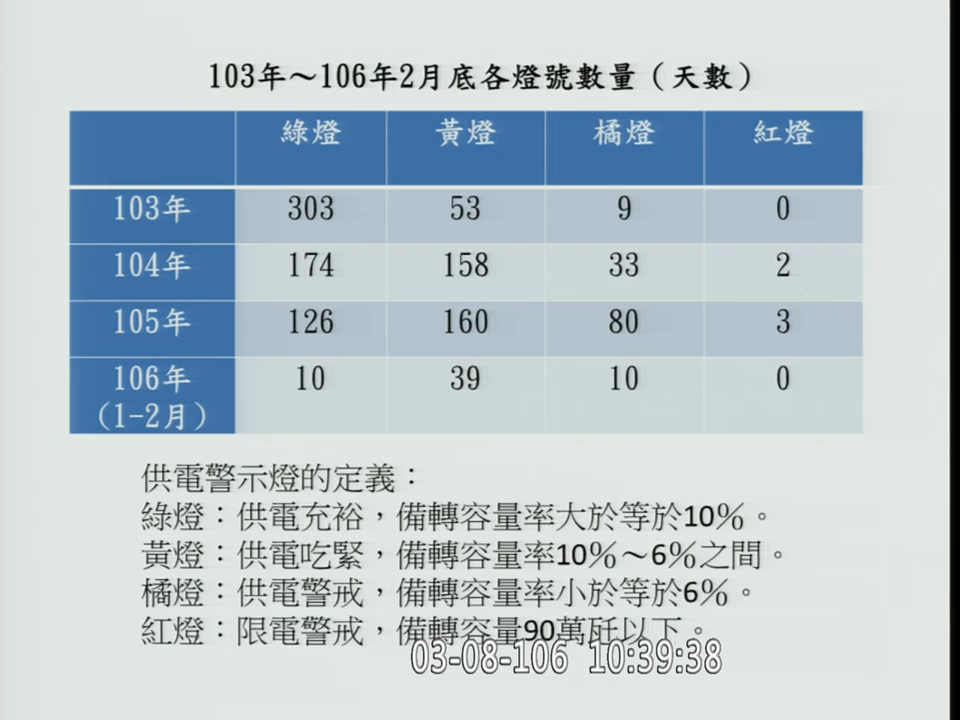 103年～106年2月底各燈號數量（天數）
綠燈 黃燈 橘燈 紅燈
103年 303 53 9 0
104年 174 158 33 2
105年 126 160 80 3
106年 10 39 10 0
(1-2月)
供電警示燈的定義：
綠燈：供電充裕，備轉容量率大於等於10%。
黃燈：供電吃緊，備轉容量率10%～6%之間。
橘燈：供電警戒，備轉容量率小於等於6%。
紅燈：限電警戒，備轉容量90萬瓩以下。
03-08-106 10:39:38